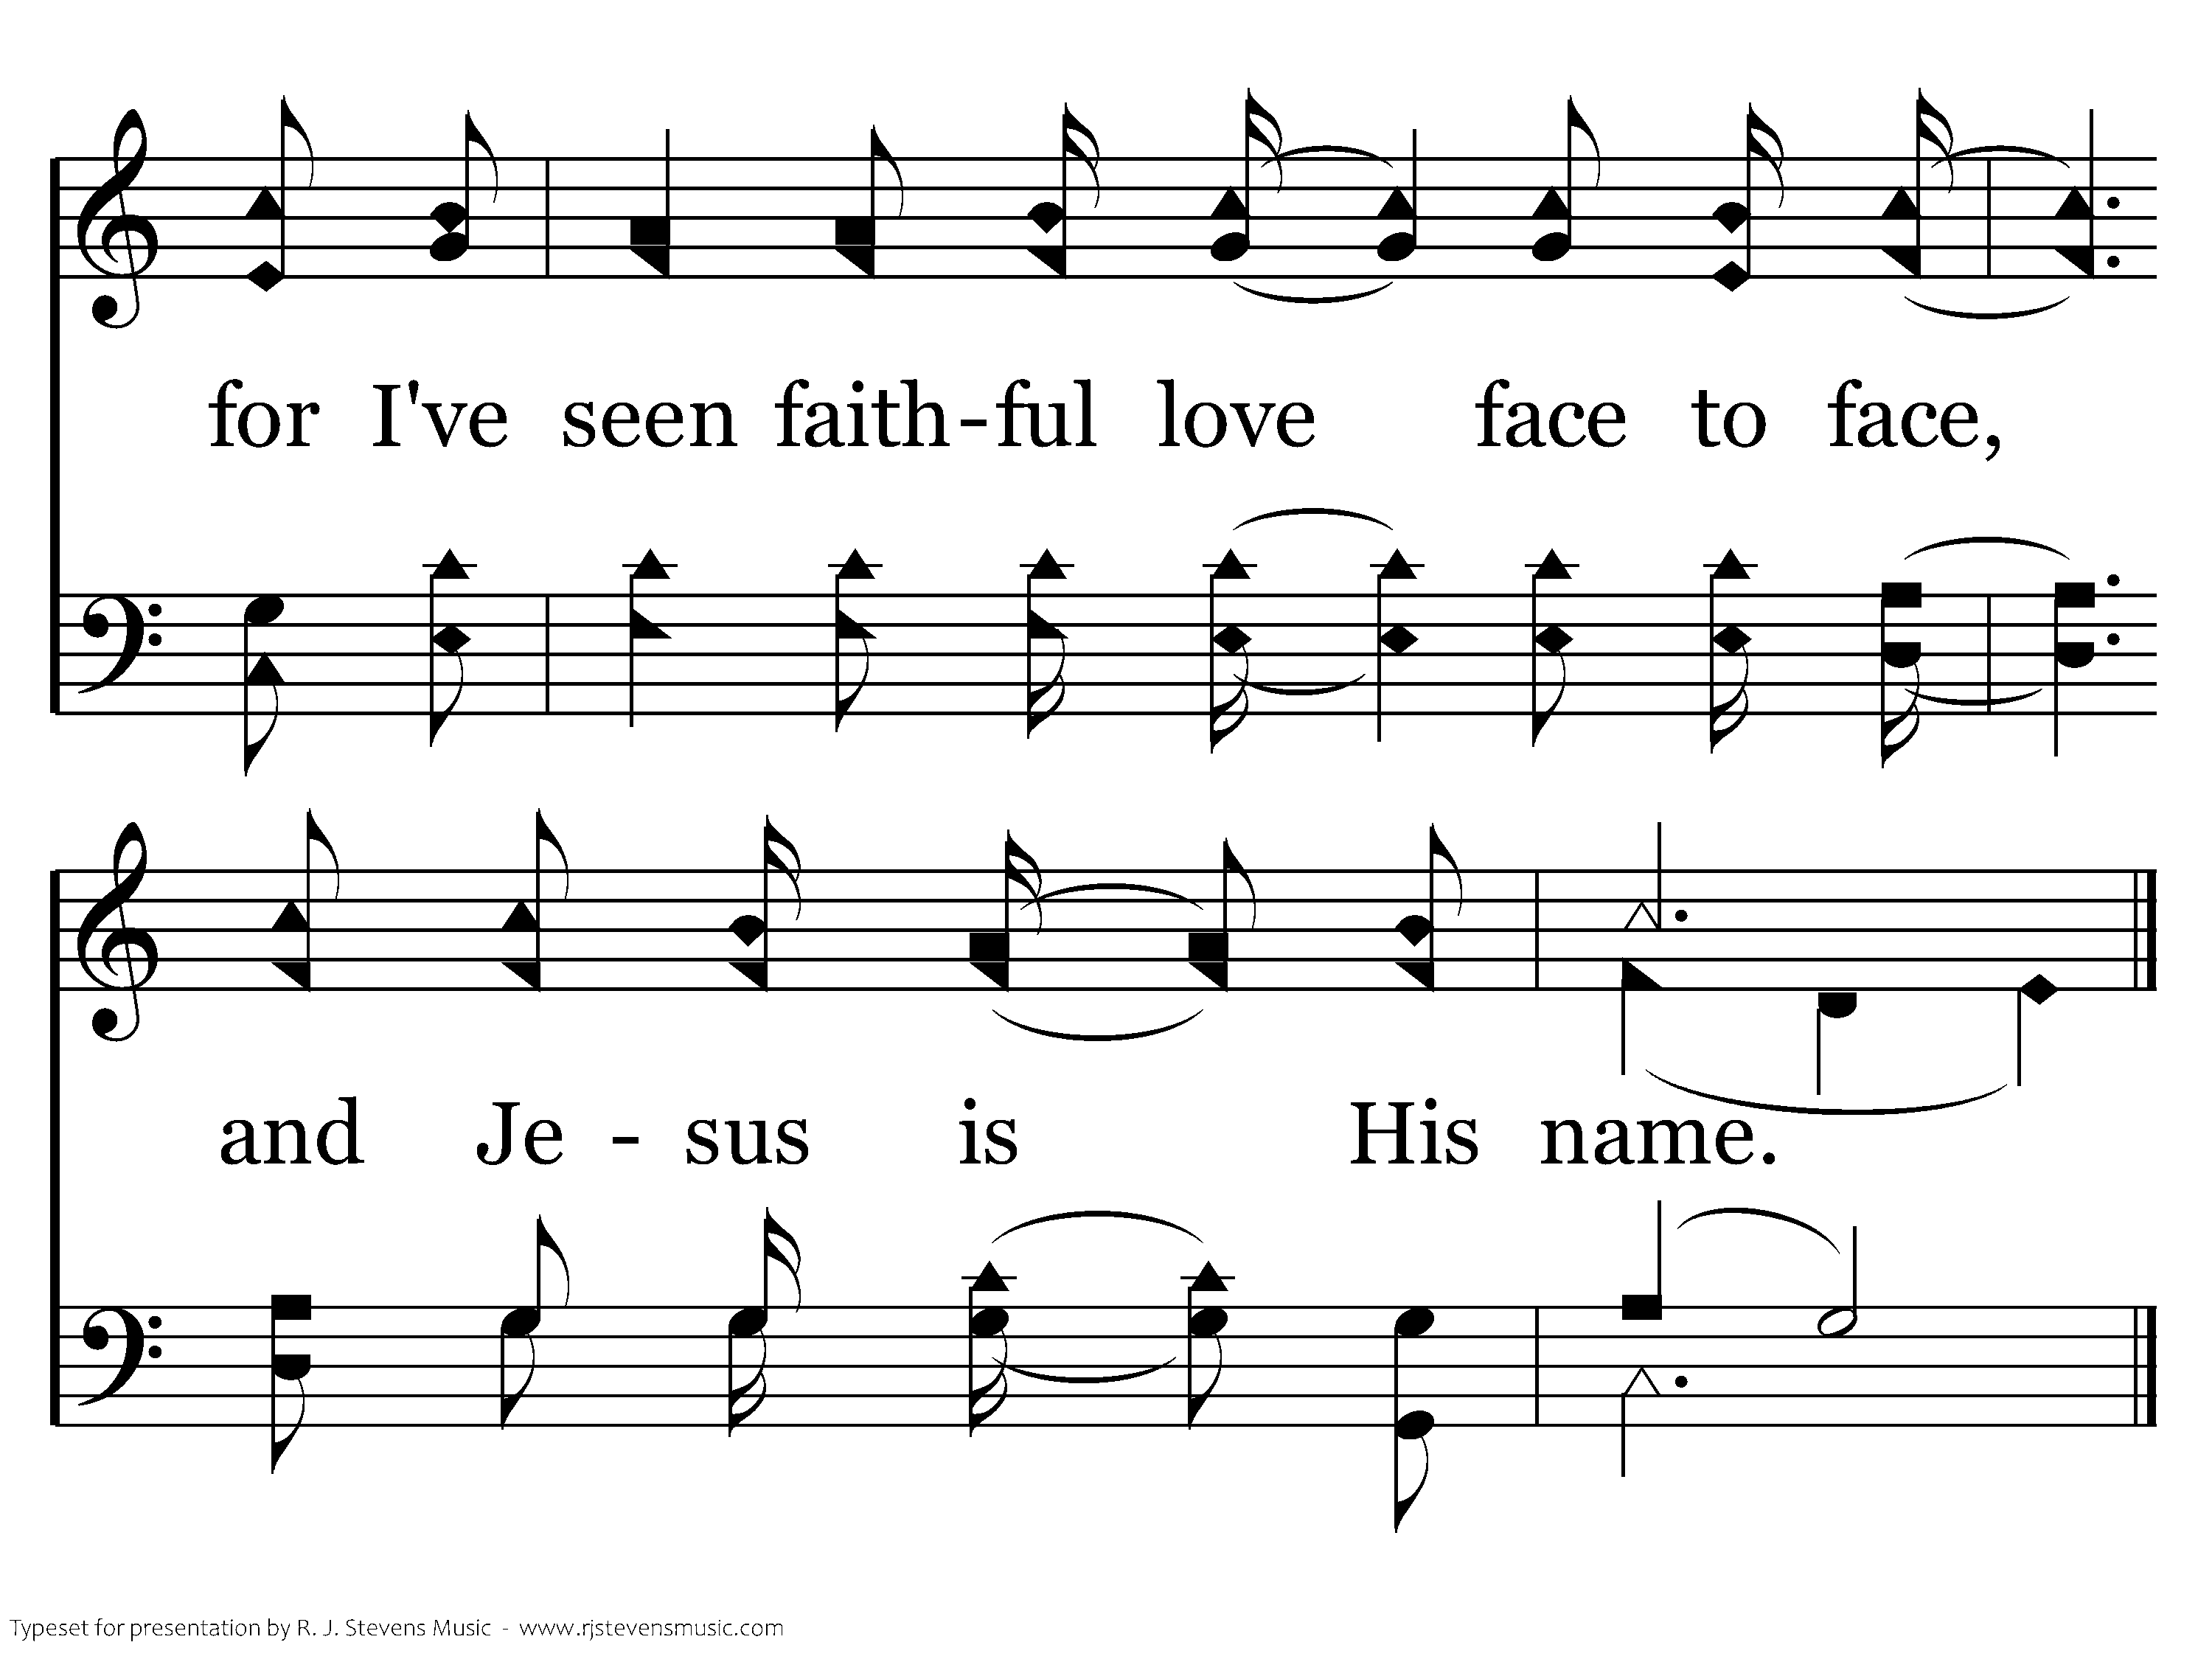 for I've seen faith-ful love face to face,
and Je - sus is His name.
Typeset for presentation by R. J. Stevens Music - www.rjstevensmusic.com